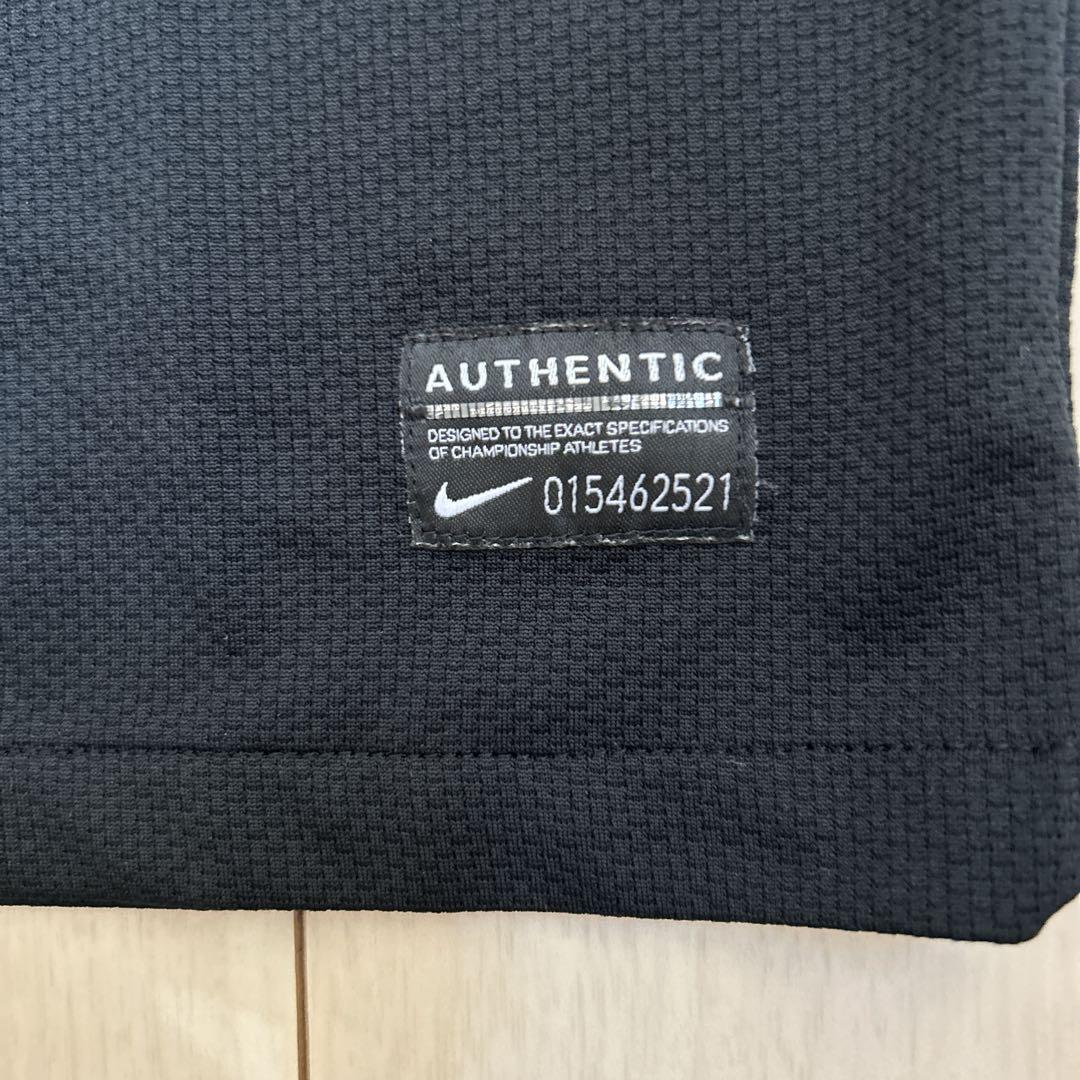 AUTHENTIC
DESIGNED TO THE EXACT SPECIFICATIONS
OF CHAMPIONSHIP ATHLETES
015462521